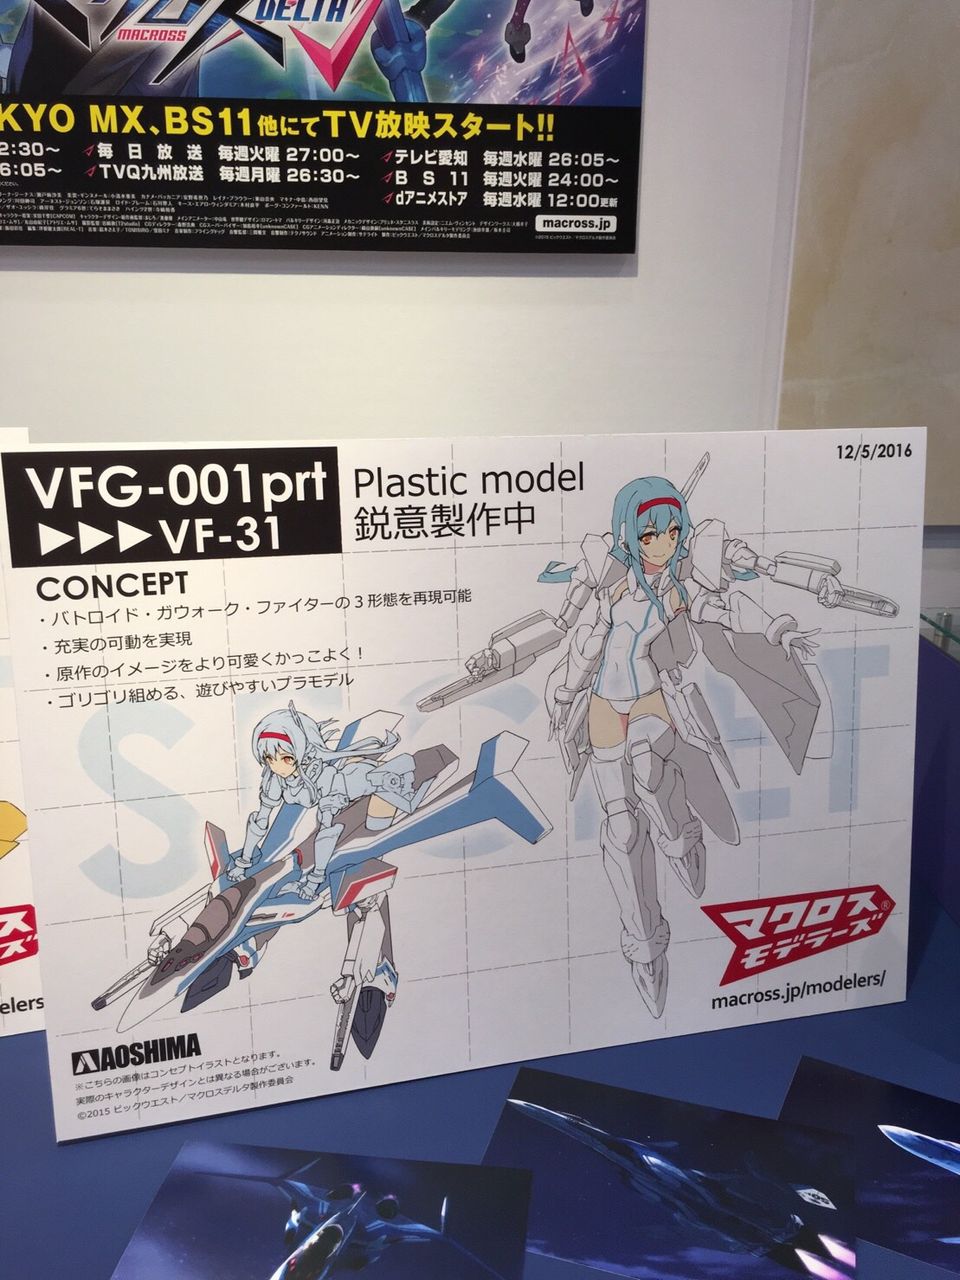 DELTA
MACROSS
KYO MX、BS11他にてTV放映スタート!!
2:30〜 毎日放送 毎週火曜 27:00〜 テレビ愛知 毎週水曜 26:05〜
6:05〜 TVQ九州放送 毎週月曜 26:30〜 BS11 毎週火曜 24:00〜
dアニメストア 毎週水曜 12:00更新
macross.jp
VFG-001prt
▶▶▶VF-31
Plastic model
鋭意製作中
12/5/2016
CONCEPT
・バトロイド・ガウォーク・ファイターの3形態を再現可能
・充実の可動を実現
・原作のイメージをより可愛くかっこよく!
・ゴリゴリ組める、遊びやすいプラモデル
SECRET
マクロス®
モデラーズ
macross.jp/modelers/
AOSHIMA
※こちらの画像はコンセプトイラストとなります。
実際のキャラクターデザインとは異なる場合がございます。
©2015 ビックウエスト/マクロスデルタ製作委員会
ス
ズ
elers